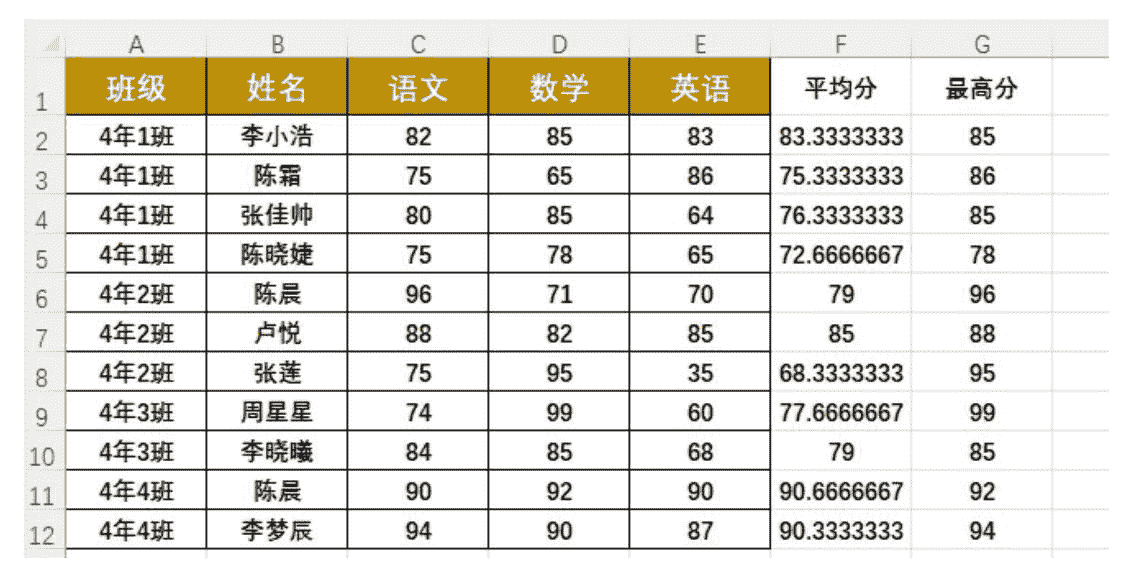 A B C D E F G
1 班级 姓名 语文 数学 英语 平均分 最高分
2 4年1班 李小浩 82 85 83 83.3333333 85
3 4年1班 陈霜 75 65 86 75.3333333 86
4 4年1班 张佳帅 80 85 64 76.3333333 85
5 4年1班 陈晓婕 75 78 65 72.6666667 78
6 4年2班 陈晨 96 71 70 79 96
7 4年2班 卢悦 88 82 85 85 88
8 4年2班 张莲 75 95 35 68.3333333 95
9 4年3班 周星星 74 99 60 77.6666667 99
10 4年3班 李晓曦 84 85 68 79 85
11 4年4班 陈晨 90 92 90 90.6666667 92
12 4年4班 李梦辰 94 90 87 90.3333333 94